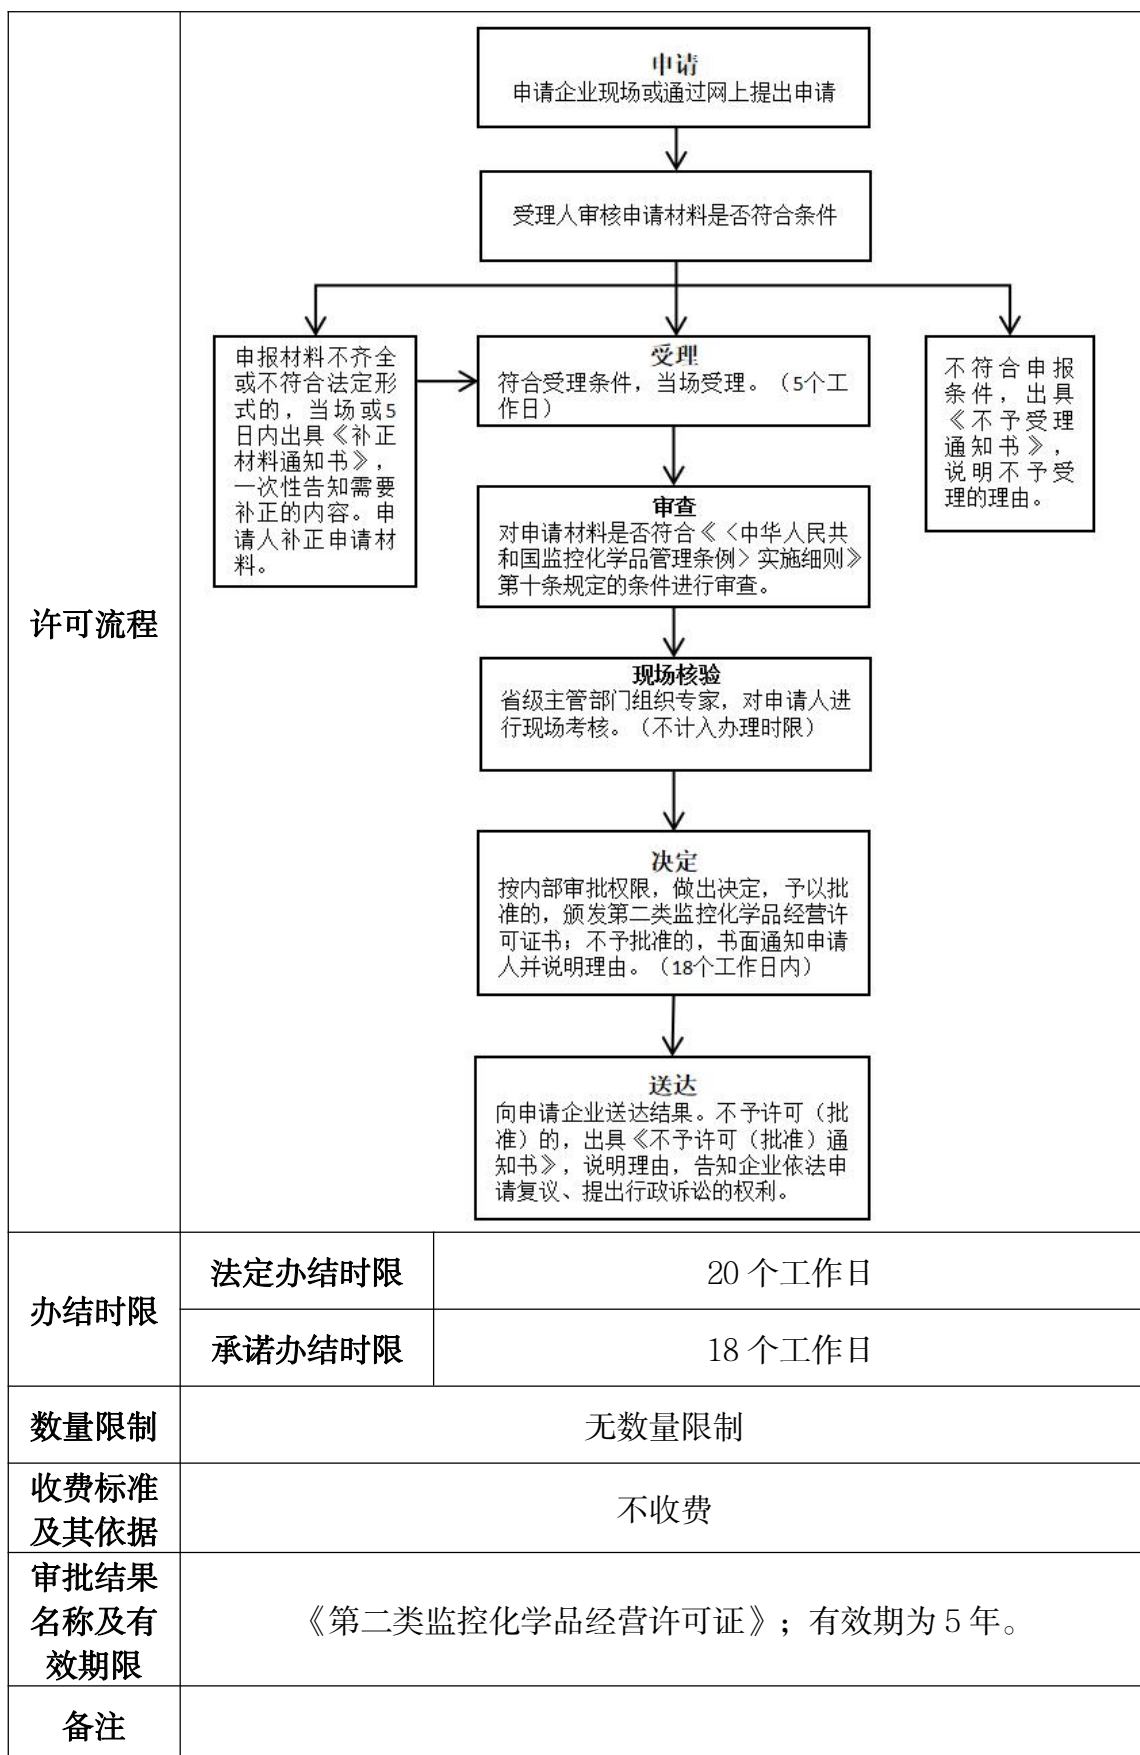 许可流程
申请
申请企业现场或通过网上提出申请
受理人审核申请材料是否符合条件
申报材料不齐全
或不符合法定形
式的，当场或5
日内出具《补正
材料通知书》，
一次性告知需要
补正的内容。申
请人补正申请材
料。
受理
符合受理条件，当场受理。（5个工
作日）
不符合申报
条件，出具
《不予受理
通知书》，
说明不予受
理的理由。
审查
对申请材料是否符合《〈中华人民共
和国监控化学品管理条例〉实施细则》
第十条规定的条件进行审查。
现场核验
省级主管部门组织专家，对申请人进
行现场考核。（不计入办理时限）
决定
按内部审批权限，做出决定，予以批
准的，颁发第二类监控化学品经营许
可证书；不予批准的，书面通知申请
人并说明理由。（18个工作日内）
送达
向申请企业送达结果。不予许可（批
准）的，出具《不予许可（批准）通
知书》，说明理由，告知企业依法申
请复议、提出行政诉讼的权利。
办结时限
法定办结时限
20 个工作日
承诺办结时限
18 个工作日
数量限制
无数量限制
收费标准
及其依据
不收费
审批结果
名称及有
效期限
《第二类监控化学品经营许可证》；有效期为 5 年。
备注